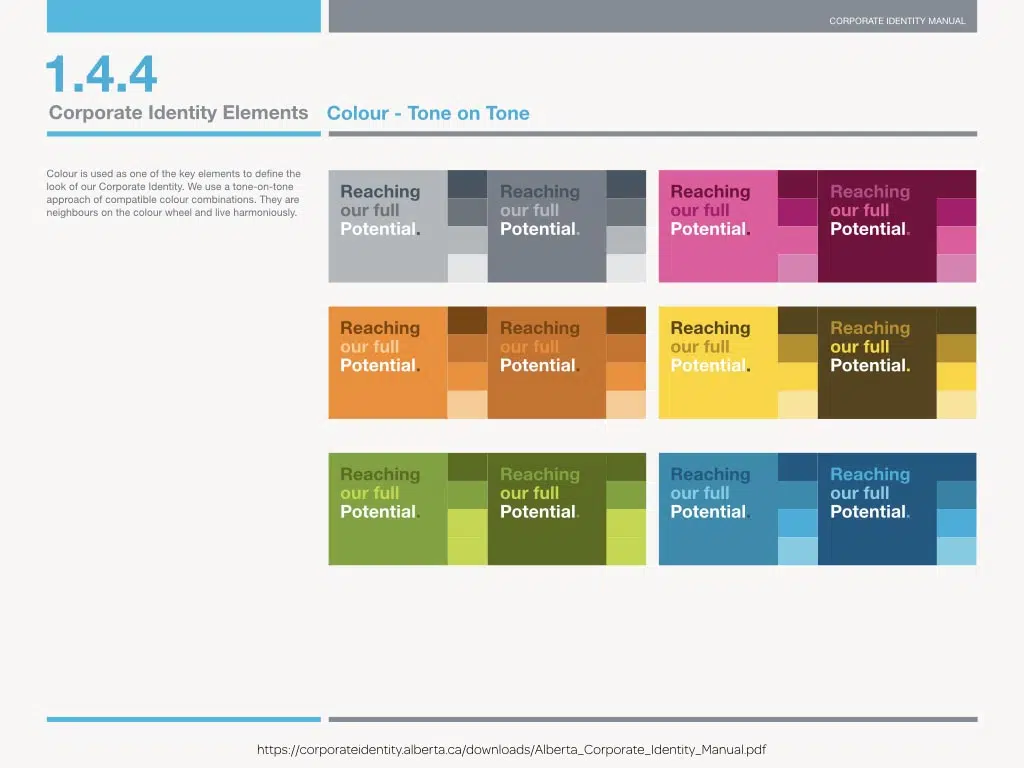 CORPORATE IDENTITY MANUAL
1.4.4
Corporate Identity Elements
Colour - Tone on Tone
Colour is used as one of the key elements to define the
look of our Corporate Identity. We use a tone-on-tone
approach of compatible colour combinations. They are
neighbours on the colour wheel and live harmoniously.
Reaching
our full
Potential.
Reaching
our full
Potential.
Reaching
our full
Potential.
Reaching
our full
Potential.
Reaching
our full
Potential.
Reaching
our full
Potential.
Reaching
our full
Potential.
Reaching
our full
Potential.
Reaching
our full
Potential.
Reaching
our full
Potential.
Reaching
our full
Potential.
Reaching
our full
Potential.
https://corporateidentity.alberta.ca/downloads/Alberta_Corporate_Identity_Manual.pdf